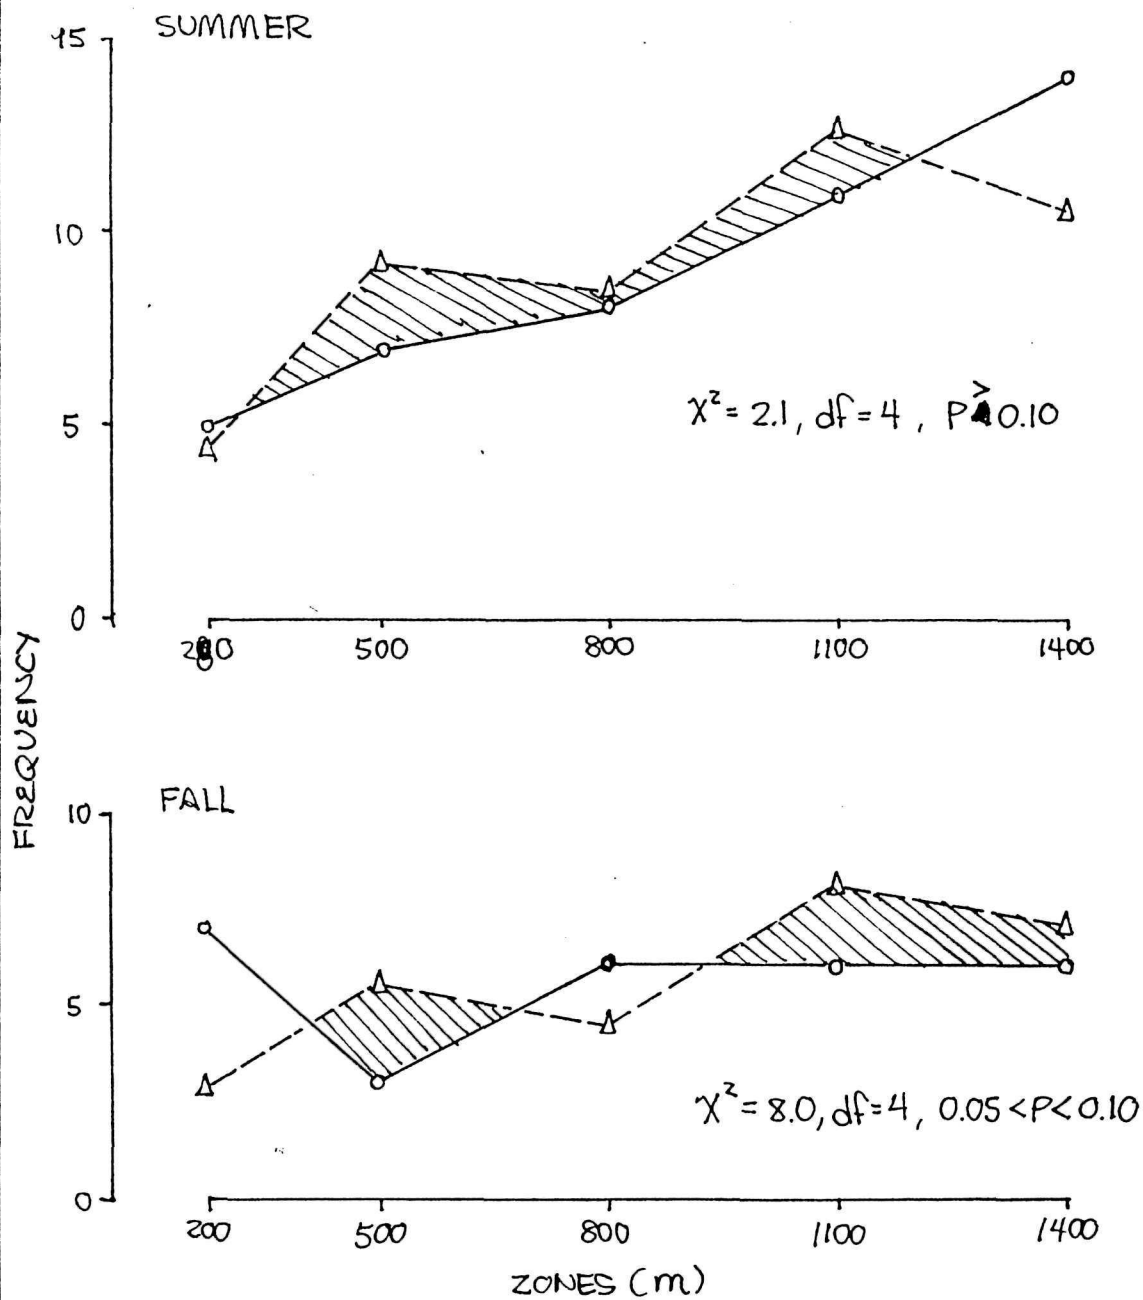 SUMMER
15
10
5
0
χ² = 2.1, df = 4, P > 0.10
200 500 800 1100 1400
FREQUENCY
FALL
10
5
0
χ² = 8.0, df = 4, 0.05 < P < 0.10
200 500 800 1100 1400
ZONES (m)